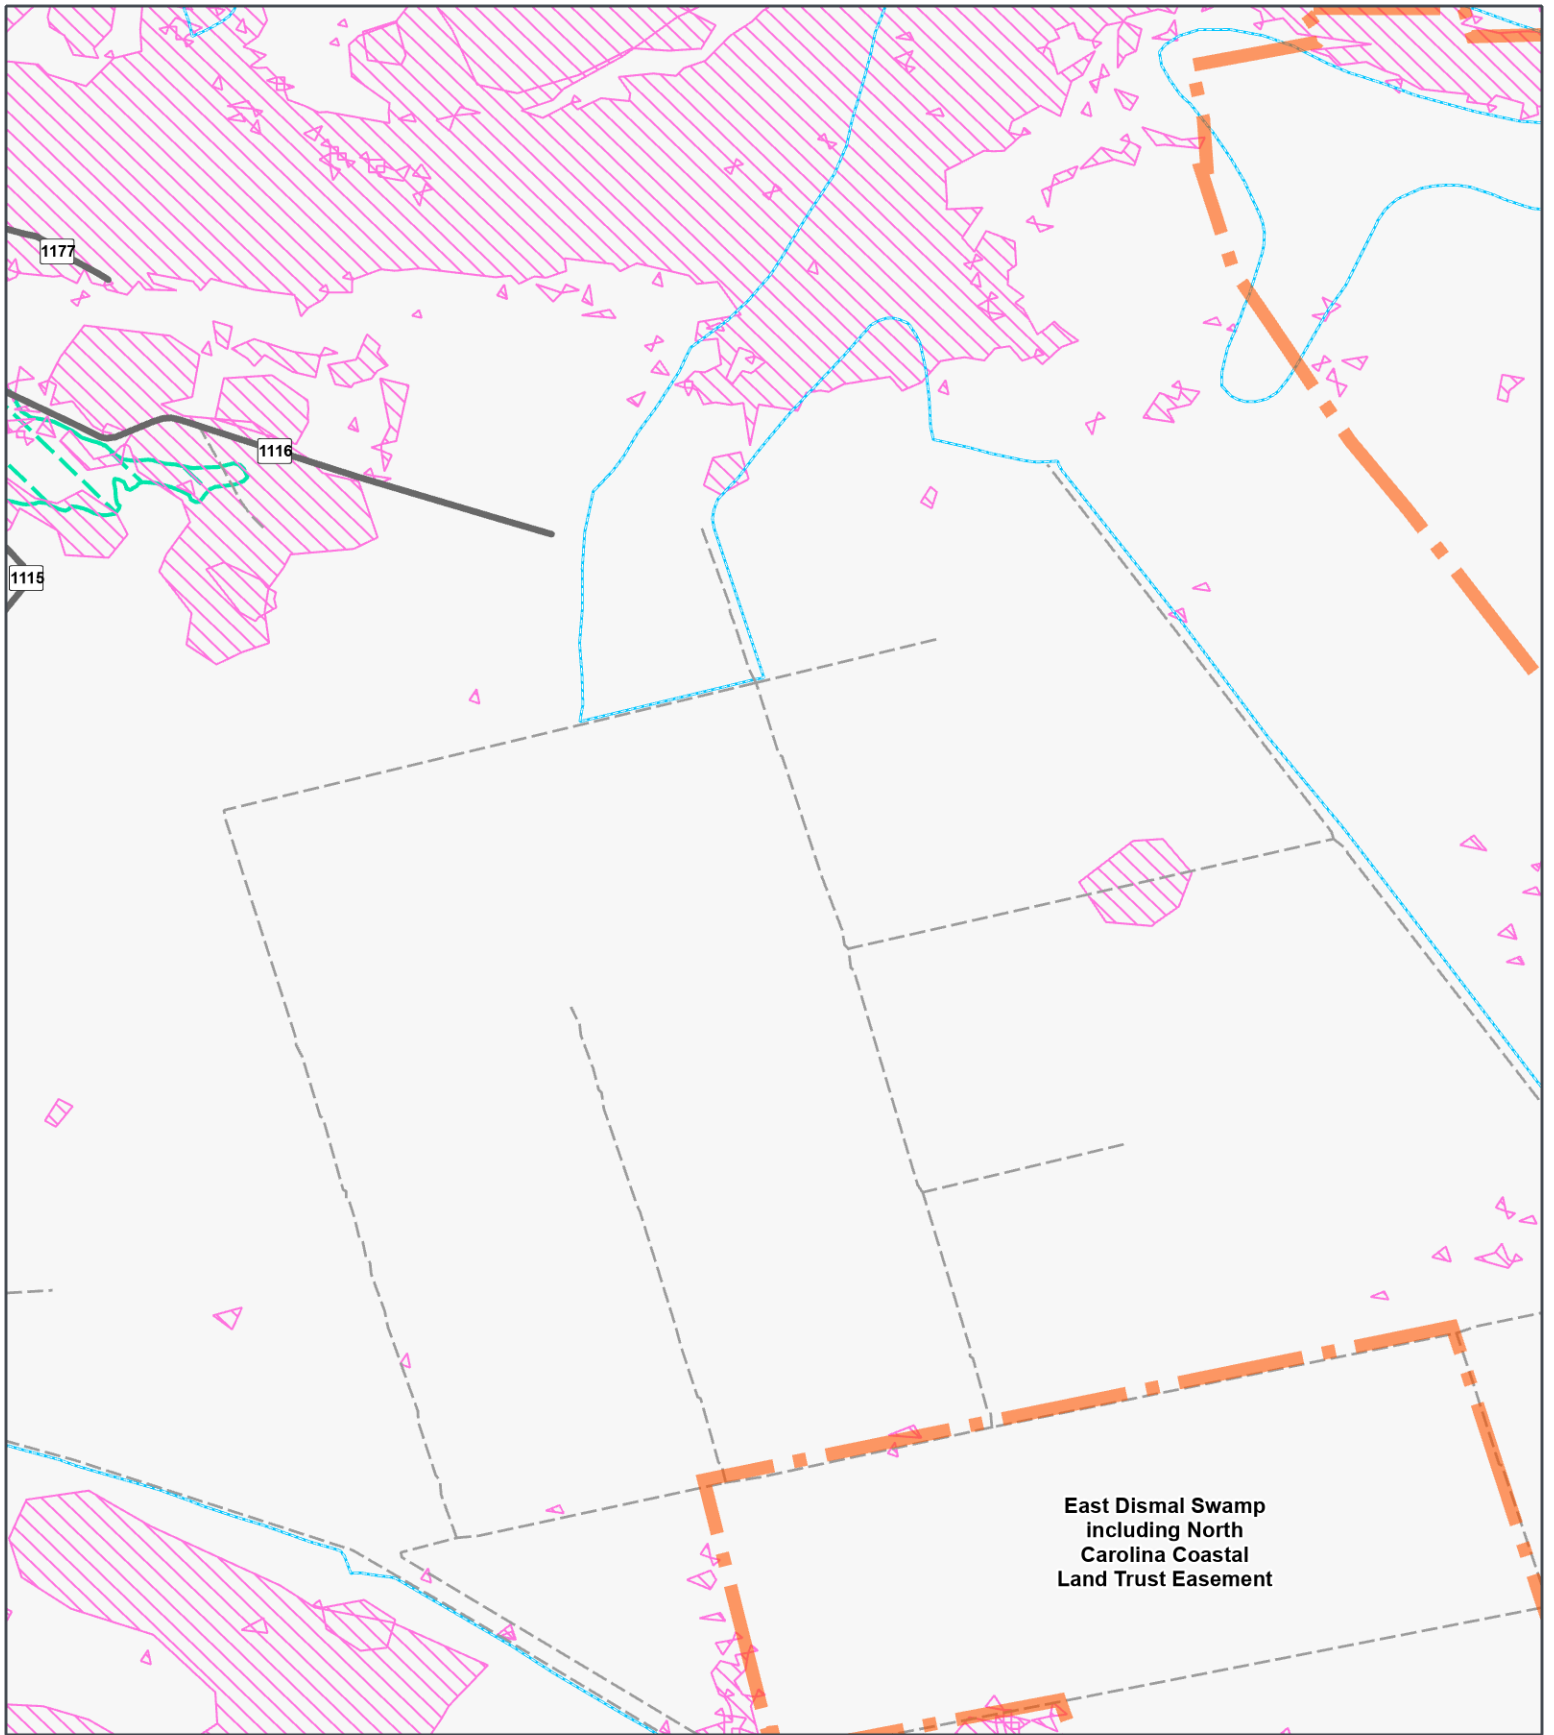 1177
1116
1115
East Dismal Swamp
including North
Carolina Coastal
Land Trust Easement